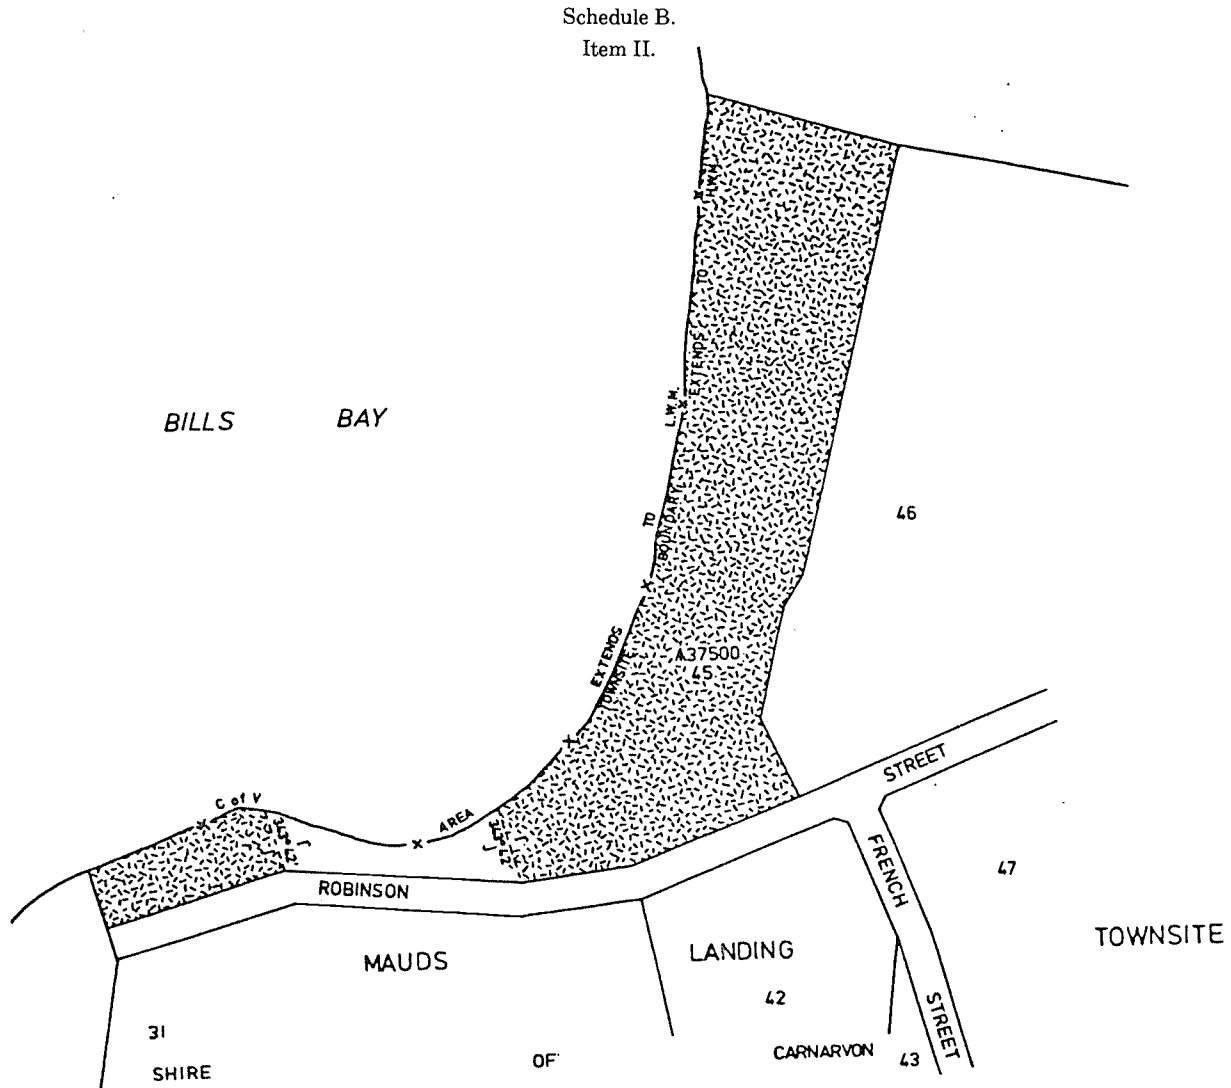 Schedule B.
Item II.
H.W.M.
TO
EXTENDS
L.W.M.
BILLS BAY
TO
BOUNDARY
46
EXTENDS
TOWNSITE
A37500
45
STREET
C of V
AREA
ROBINSON
FRENCH
47
MAUDS LANDING TOWNSITE
42
31
STREET
SHIRE OF CARNARVON 43